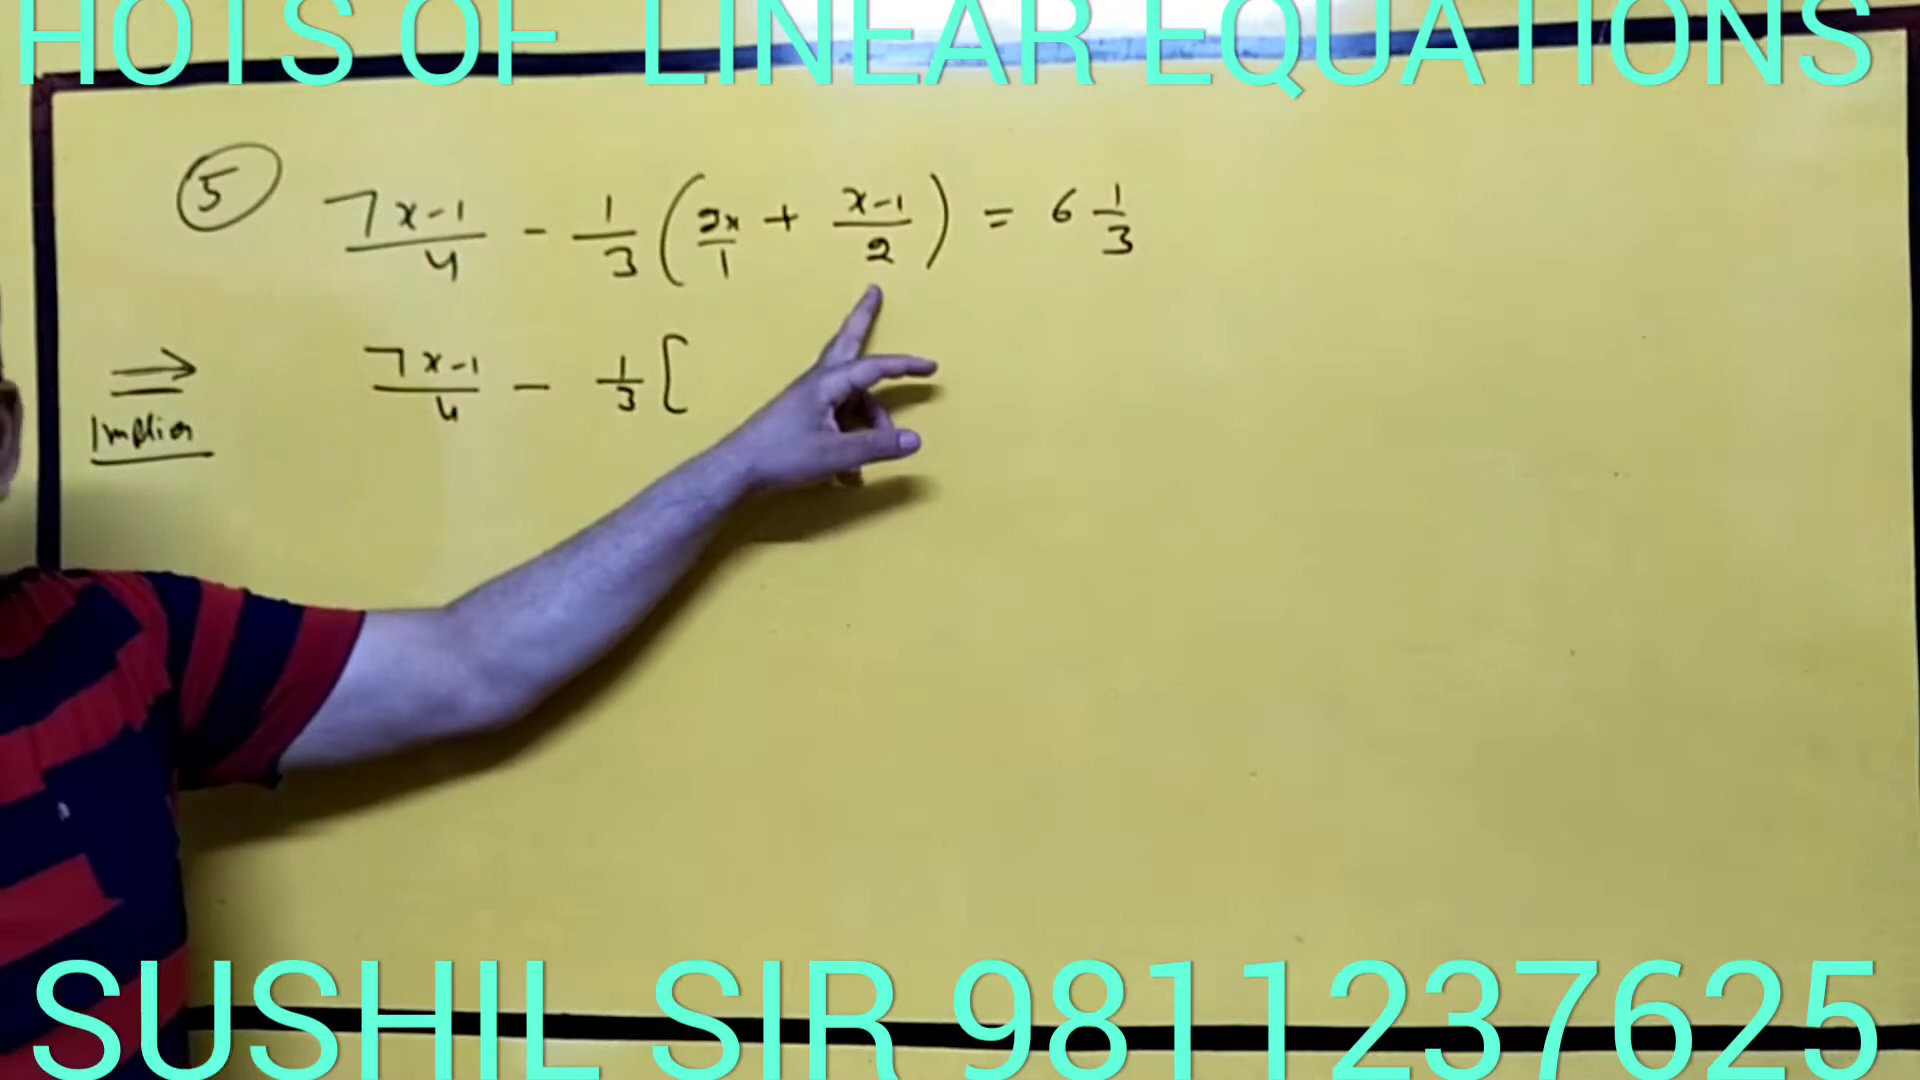 HOTS OF LINEAR EQUATIONS
5 7x-1/4 - 1/3 (2x/1 + x-1/2) = 6 1/3
⇒ 7x-1/4 - 1/3 [
Implies
SUSHIL SIR 9811237625